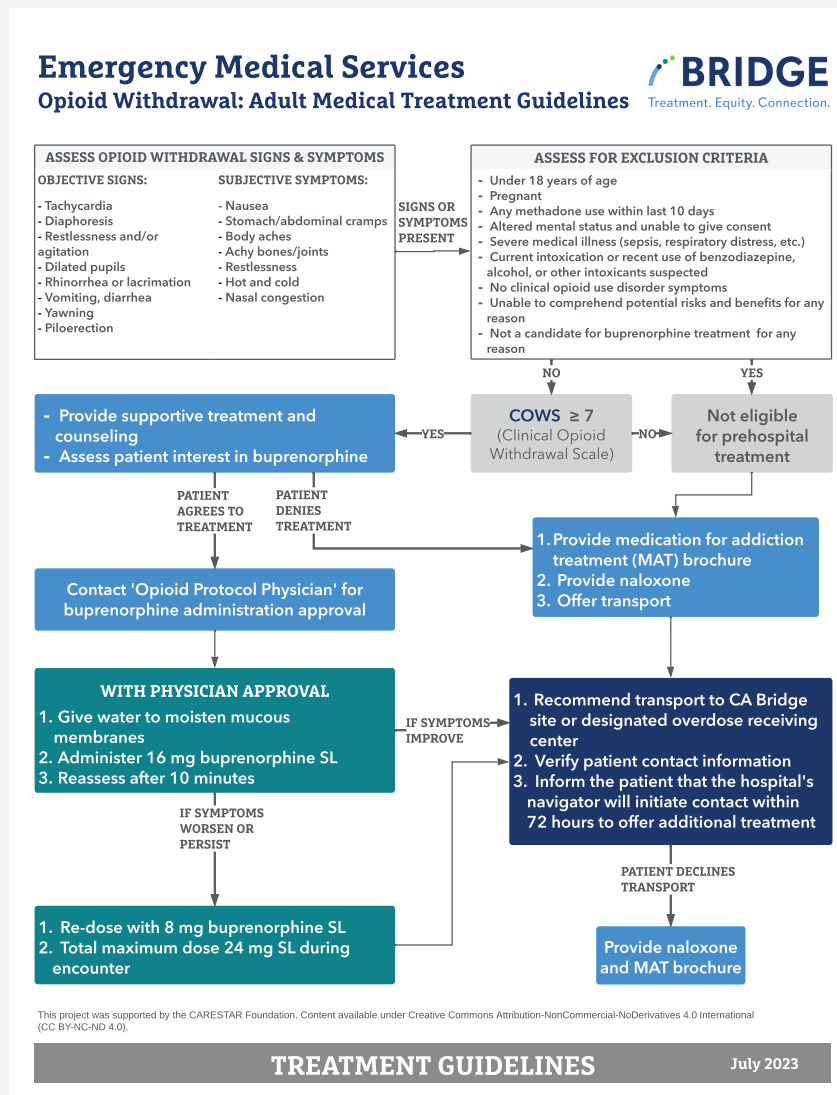 Emergency Medical Services
Opioid Withdrawal: Adult Medical Treatment Guidelines
BRIDGE
Treatment. Equity. Connection.
ASSESS OPIOID WITHDRAWAL SIGNS & SYMPTOMS
OBJECTIVE SIGNS:
- Tachycardia
- Diaphoresis
- Restlessness and/or
agitation
- Dilated pupils
- Rhinorrhea or lacrimation
- Vomiting, diarrhea
- Yawning
- Piloerection
SUBJECTIVE SYMPTOMS:
- Nausea
- Stomach/abdominal cramps
- Body aches
- Achy bones/joints
- Restlessness
- Hot and cold
- Nasal congestion
SIGNS OR
SYMPTOMS
PRESENT
ASSESS FOR EXCLUSION CRITERIA
- Under 18 years of age
- Pregnant
- Any methadone use within last 10 days
- Altered mental status and unable to give consent
- Severe medical illness (sepsis, respiratory distress, etc.)
- Current intoxication or recent use of benzodiazepine,
alcohol, or other intoxicants suspected
- No clinical opioid use disorder symptoms
- Unable to comprehend potential risks and benefits for any
reason
- Not a candidate for buprenorphine treatment for any
reason
NO
YES
- Provide supportive treatment and
counseling
- Assess patient interest in buprenorphine
YES
COWS ≥ 7
(Clinical Opioid
Withdrawal Scale)
NO
Not eligible
for prehospital
treatment
PATIENT
AGREES TO
TREATMENT
PATIENT
DENIES
TREATMENT
1. Provide medication for addiction
treatment (MAT) brochure
2. Provide naloxone
3. Offer transport
Contact 'Opioid Protocol Physician' for
buprenorphine administration approval
WITH PHYSICIAN APPROVAL
1. Give water to moisten mucous
membranes
2. Administer 16 mg buprenorphine SL
3. Reassess after 10 minutes
IF SYMPTOMS
IMPROVE
1. Recommend transport to CA Bridge
site or designated overdose receiving
center
2. Verify patient contact information
3. Inform the patient that the hospital's
navigator will initiate contact within
72 hours to offer additional treatment
IF SYMPTOMS
WORSEN OR
PERSIST
PATIENT DECLINES
TRANSPORT
1. Re-dose with 8 mg buprenorphine SL
2. Total maximum dose 24 mg SL during
encounter
Provide naloxone
and MAT brochure
This project was supported by the CARESTAR Foundation. Content available under Creative Commons Attribution-NonCommercial-NoDerivatives 4.0 International
(CC BY-NC-ND 4.0).
TREATMENT GUIDELINES
July 2023